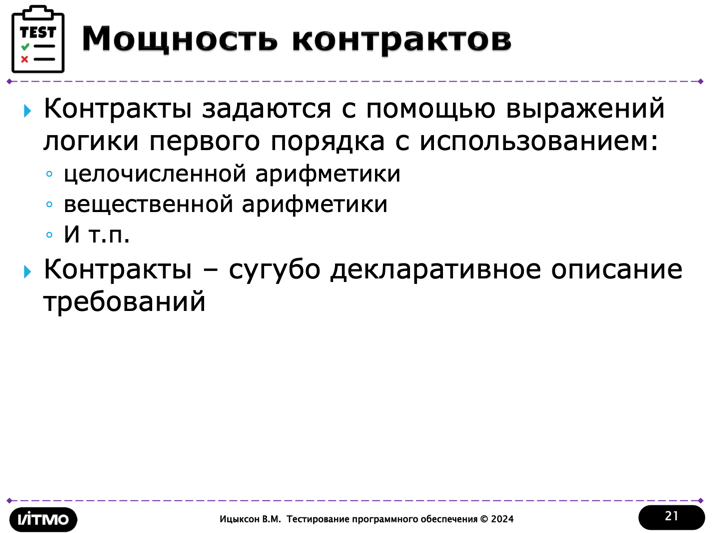 TEST
Мощность контрактов
Контракты задаются с помощью выражений
логики первого порядка с использованием:
целочисленной арифметики
вещественной арифметики
И т.п.
Контракты – сугубо декларативное описание
требований
ИТМО
Ицыксон В.М. Тестирование программного обеспечения © 2024
21